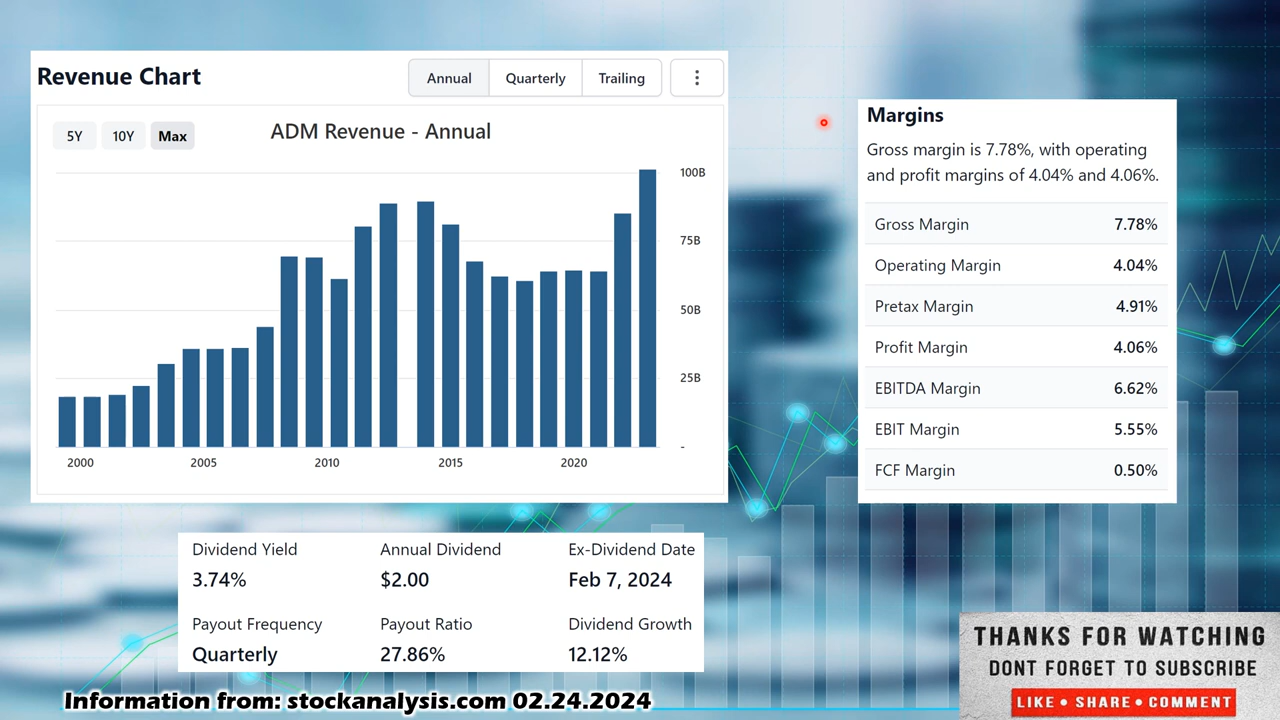 Revenue Chart
Annual
Quarterly
Trailing
5Y
10Y
Max
ADM Revenue - Annual
100B
75B
50B
25B
-
2000
2005
2010
2015
2020
Margins
Gross margin is 7.78%, with operating
and profit margins of 4.04% and 4.06%.
Gross Margin 7.78%
Operating Margin 4.04%
Pretax Margin 4.91%
Profit Margin 4.06%
EBITDA Margin 6.62%
EBIT Margin 5.55%
FCF Margin 0.50%
Dividend Yield Annual Dividend Ex-Dividend Date
3.74% $2.00 Feb 7, 2024
Payout Frequency Payout Ratio Dividend Growth
Quarterly 27.86% 12.12%
Information from: stockanalysis.com 02.24.2024
THANKS FOR WATCHING
DONT FORGET TO SUBSCRIBE
LIKE • SHARE • COMMENT